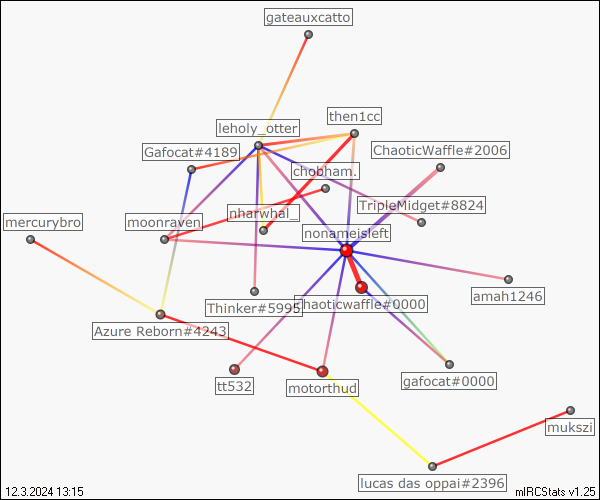 gateauxcatto
then1cc
leholy_otter
ChaoticWaffle#2006
Gafocat#4189
chobham.
TripleMidget#8824
nharwhal_
mercurybro
moonraven
nonameisleft
amah1246
Thinker#5995
chaoticwaffle#0000
Azure Reborn#4243
gafocat#0000
tt532
motorthud
mukszi
lucas das oppai#2396
12.3.2024 13:15
mIRCStats v1.25